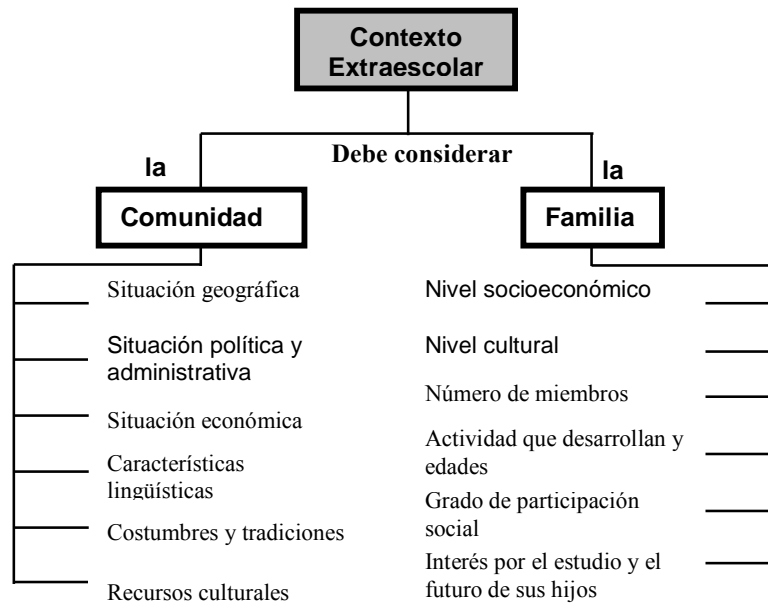 Contexto
Extraescolar
Debe considerar
la
Comunidad
Situación geográfica
Situación política y
administrativa
Situación económica
Características
lingüísticas
Costumbres y tradiciones
Recursos culturales
la
Familia
Nivel socioeconómico
Nivel cultural
Número de miembros
Actividad que desarrollan y
edades
Grado de participación
social
Interés por el estudio y el
futuro de sus hijos